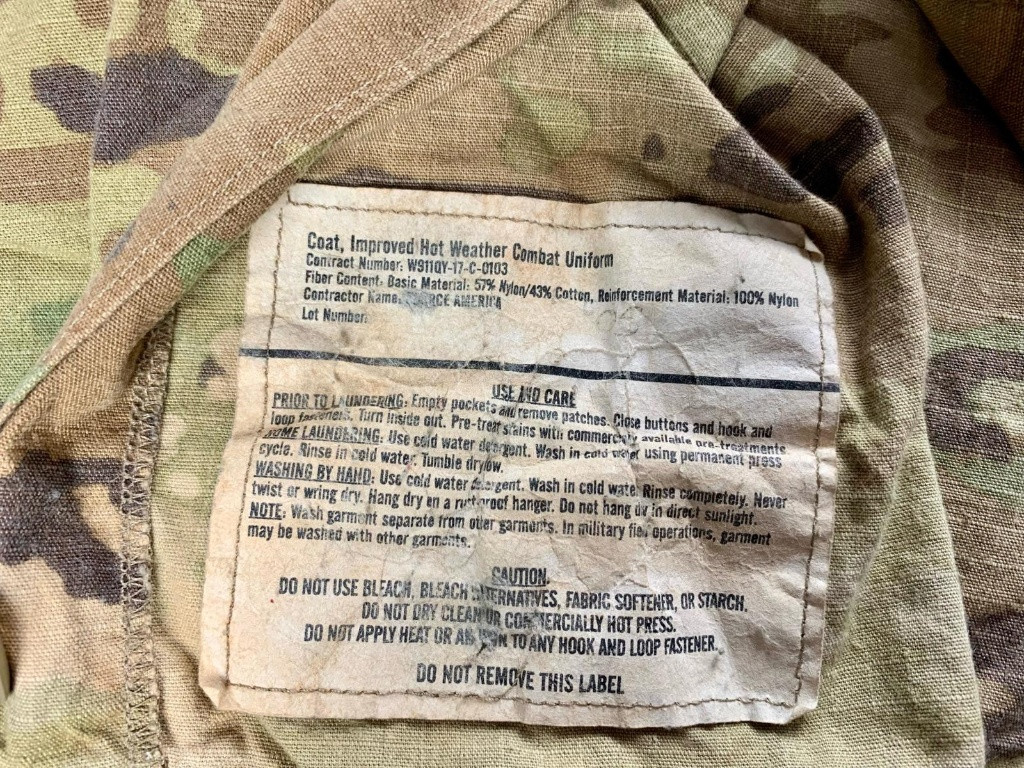 Coat, Improved Hot Weather Combat Uniform
Contract Number: W911QY-17-C-0103
Fiber Content: Basic Material: 57% Nylon/43% Cotton, Reinforcement Material: 100% Nylon
Contractor Name: AMERICA
Lot Number:
USE AND CARE
PRIOR TO LAUNDERING: Empty pockets and remove patches. Close buttons and hook and
loop fasteners. Turn inside out. Pre-treat stains with commercially available pre-treatments
HOME LAUNDERING: Use cold water detergent. Wash in cold water using permanent press
cycle. Rinse in cold water. Tumble dry low.
WASHING BY HAND: Use cold water detergent. Wash in cold water Rinse completely. Never
twist or wring dry. Hang dry on a rustproof hanger. Do not hang dry in direct sunlight.
NOTE: Wash garment separate from other garments. In military field operations, garment
may be washed with other garments.
CAUTION:
DO NOT USE BLEACH, BLEACH ALTERNATIVES, FABRIC SOFTENER, OR STARCH.
DO NOT DRY CLEAN OR COMMERCIALLY HOT PRESS.
DO NOT APPLY HEAT OR AN IRON TO ANY HOOK AND LOOP FASTENER.
DO NOT REMOVE THIS LABEL